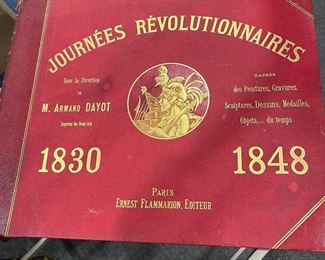 JOURNÉES RÉVOLUTIONNAIRES
Sous la Direction
DE
M. ARMAND DAYOT
D'APRÈS
des Peintures, Gravures,
Sculptures, Dessins, Médailles,
Objets,... du temps
1830
1848
PARIS
ERNEST FLAMMARION, EDITEUR